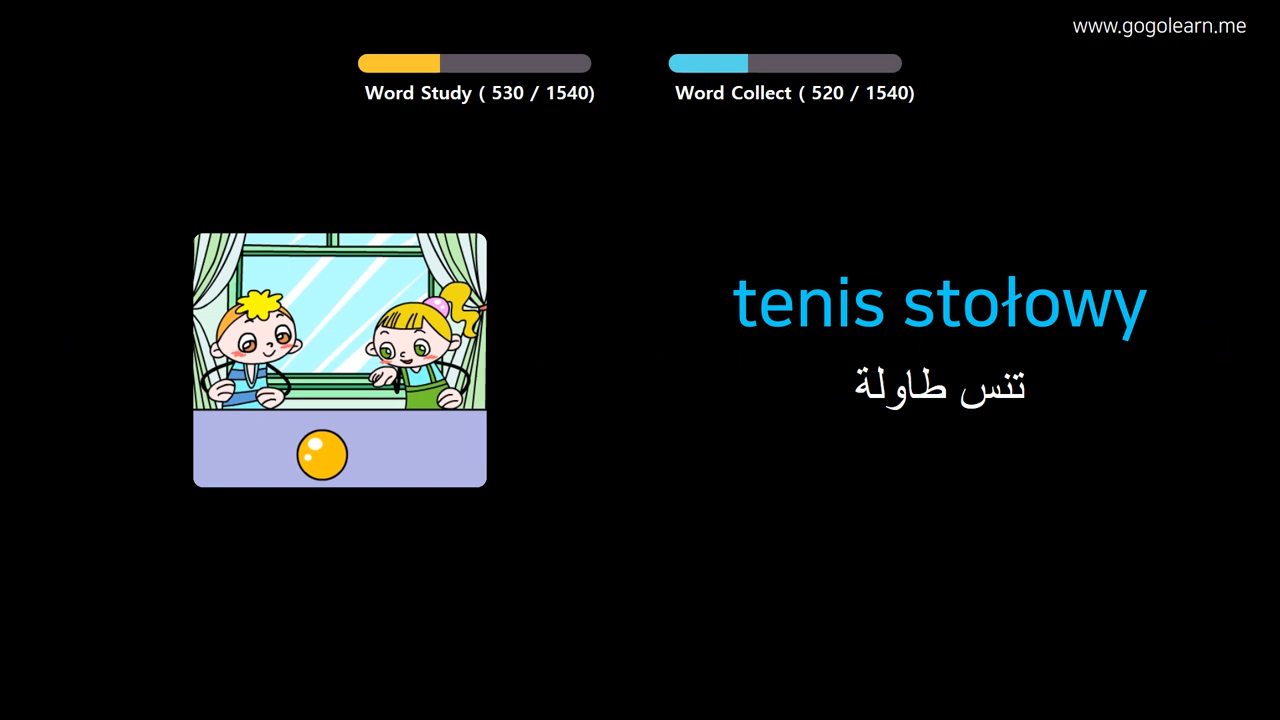 www.gogolearn.me
Word Study ( 530 / 1540)
Word Collect ( 520 / 1540)
tenis stołowy
تنس طاولة